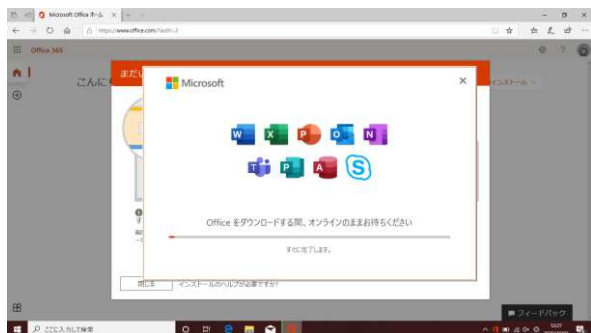 Microsoft Office ホーム
https://www.office.com/?auth=2
Office 365
?
こんに
まだ
インストール
Microsoft
W X P O N
T P A S
Office をダウンロードする間、オンラインのままお待ちください
すぐに完了します。
閉じる
インストールのヘルプが必要ですか?
フィードバック
ここに入力して検索